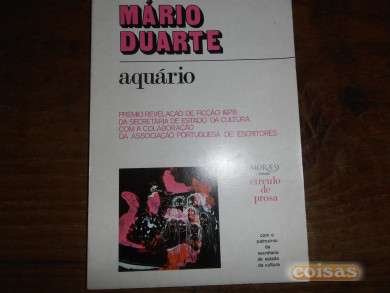 MÁRIO
DUARTE
aquário
PRÉMIO REVELAÇÃO DE FICÇÃO 1978
DA SECRETARIA DE ESTADO DA CULTURA
COM A COLABORAÇÃO
DA ASSOCIAÇÃO PORTUGUESA DE ESCRITORES
MORAES
círculo
de
prosa
com o
patrocínio
da
secretaria
de estado
da cultura
coisas